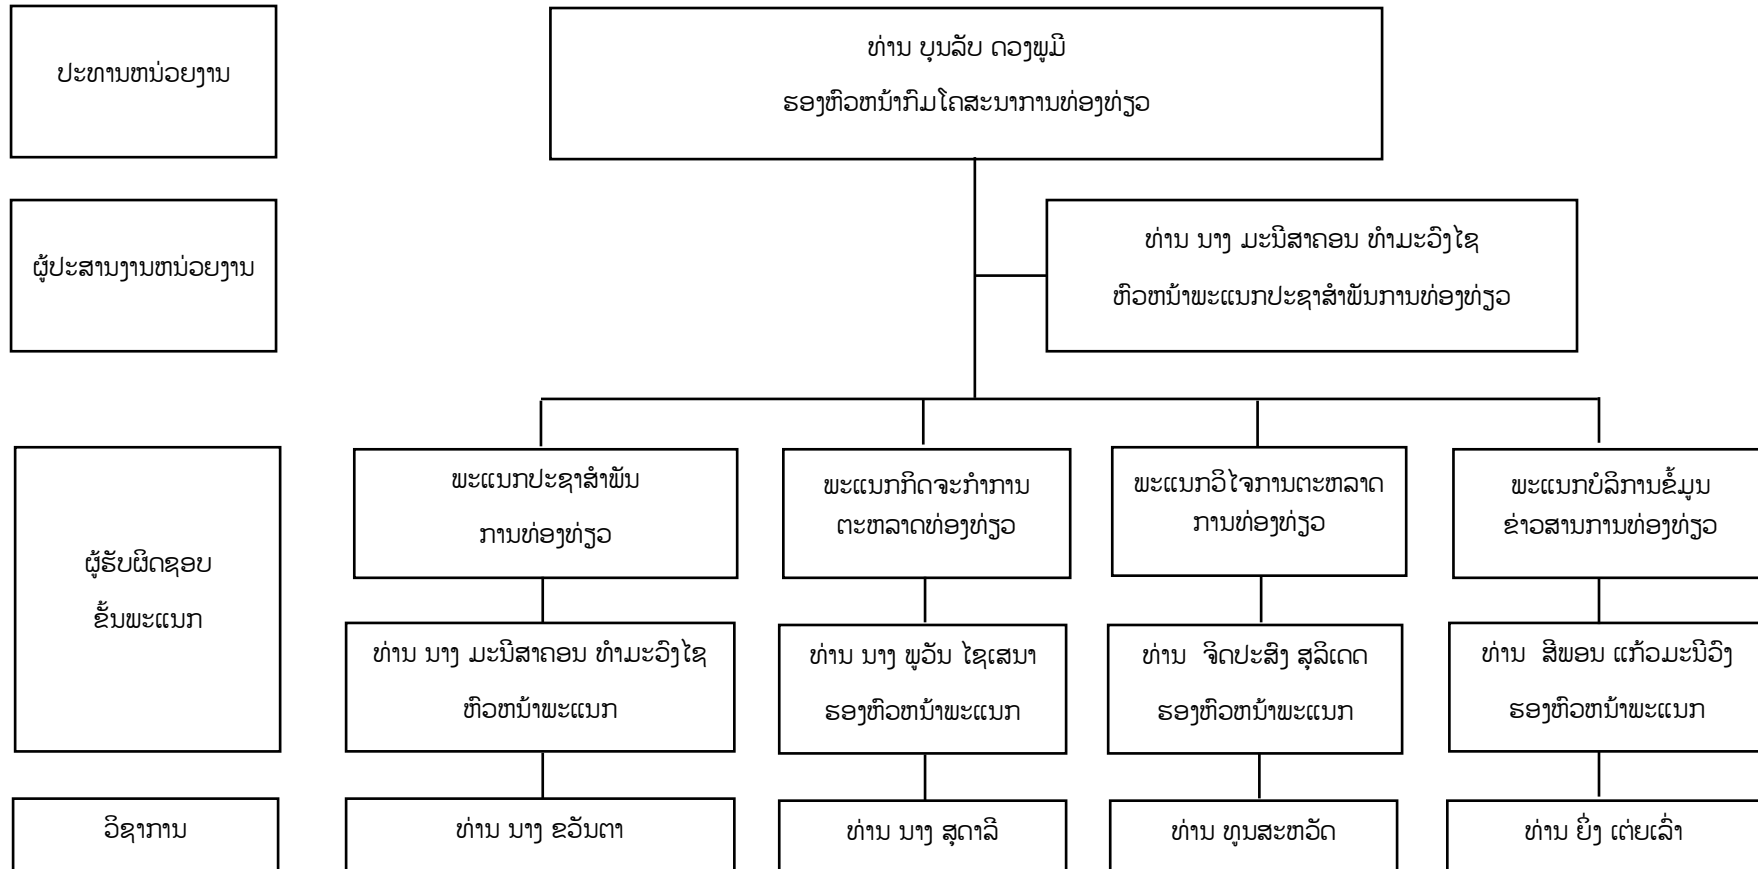 ປະທານຫນ່ວຍງານ
ທ່ານ ບຸນລັບ ດວງພູມີ
ຮອງຫົວຫນ້າກົມໂຄສະນາການທ່ອງທ່ຽວ
ຜູ້ປະສານງານຫນ່ວຍງານ
ທ່ານ ນາງ ມະນີສາຄອນ ທຳມະວົງໄຊ
ຫົວຫນ້າພະແນກປະຊາສຳພັນການທ່ອງທ່ຽວ
ຜູ້ຮັບຜິດຊອບ
ຂັ້ນພະແນກ
ພະແນກປະຊາສຳພັນ
ການທ່ອງທ່ຽວ
ພະແນກກິດຈະກຳການ
ຕະຫລາດທ່ອງທ່ຽວ
ພະແນກວິໄຈການຕະຫລາດ
ການທ່ອງທ່ຽວ
ພະແນກບໍລິການຂໍ້ມູນ
ຂ່າວສານການທ່ອງທ່ຽວ
ທ່ານ ນາງ ມະນີສາຄອນ ທຳມະວົງໄຊ
ຫົວຫນ້າພະແນກ
ທ່ານ ນາງ ພູວັນ ໄຊເສນາ
ຮອງຫົວຫນ້າພະແນກ
ທ່ານ ຈິດປະສົງ ສຸລິເດດ
ຮອງຫົວຫນ້າພະແນກ
ທ່ານ ສີພອນ ແກ້ວມະນີວົງ
ຮອງຫົວຫນ້າພະແນກ
ວິຊາການ
ທ່ານ ນາງ ຂວັນຕາ
ທ່ານ ນາງ ສຸດາລີ
ທ່ານ ທູນສະຫວັດ
ທ່ານ ຍິ່ງ ເຕ່ຍເລົ່າ